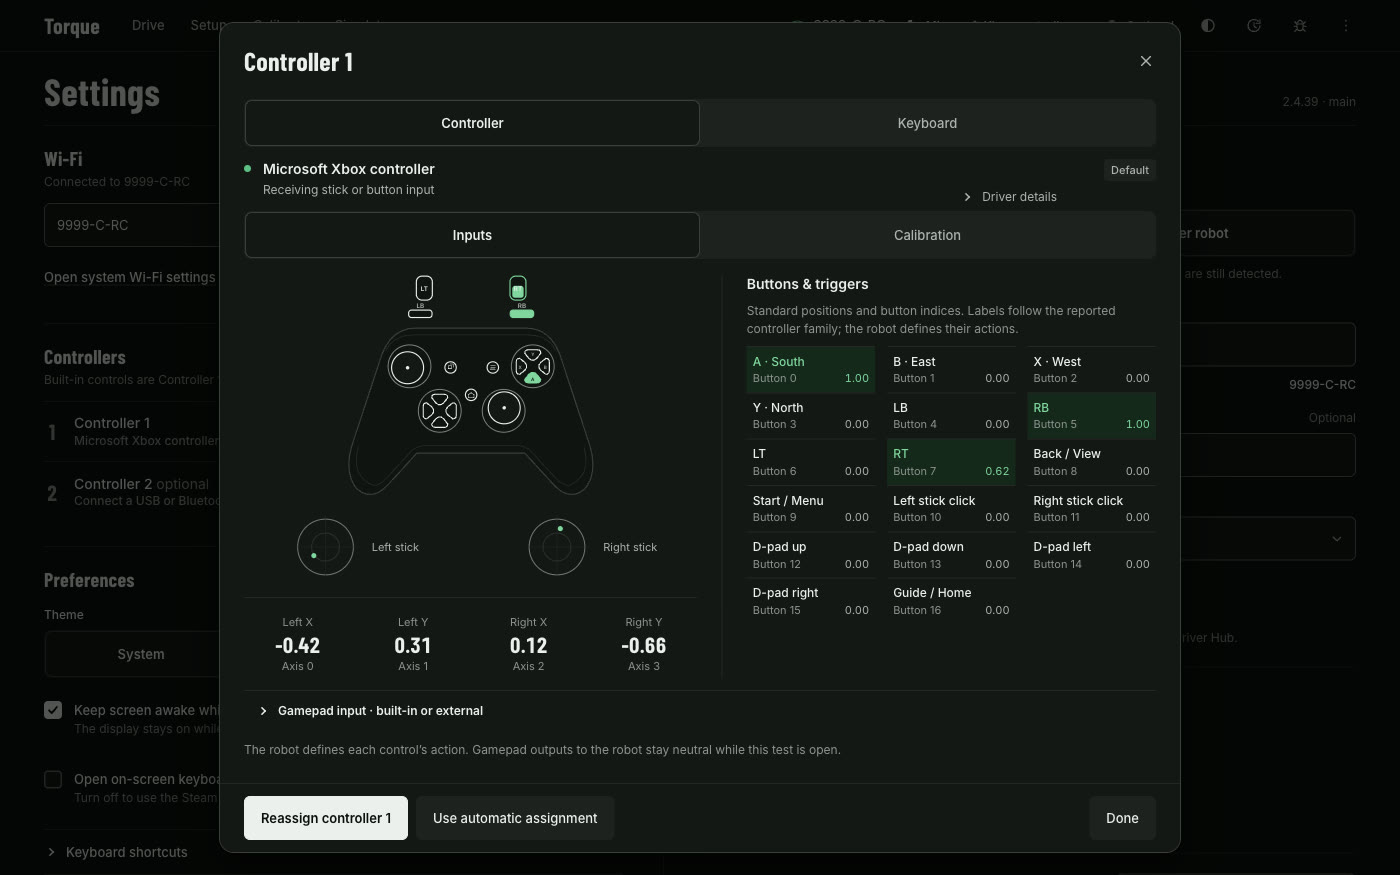 Torque
Drive
Controller 1
Settings
2.4.39 · main
Controller
Keyboard
Wi-Fi
Connected to 9999-C-RC
Microsoft Xbox controller
Default
Receiving stick or button input
Driver details
9999-C-RC
Inputs
Calibration
robot
Open system Wi-Fi settings
are still detected.
LT
RT
LB
RB
Buttons & triggers
Standard positions and button indices. Labels follow the reported
controller family; the robot defines their actions.
Controllers
Built-in controls are Controller
9999-C-RC
Optional
1
Controller 1
Microsoft Xbox controller
2
Controller 2 optional
Connect a USB or
Y
X
B
A
A · South
Button 0
1.00
B · East
Button 1
0.00
X · West
Button 2
0.00
Y · North
Button 3
0.00
LB
Button 4
0.00
RB
Button 5
1.00
LT
Button 6
0.00
RT
Button 7
0.62
Back / View
Button 8
0.00
Start / Menu
Button 9
0.00
Left stick click
Button 10
0.00
Right stick click
Button 11
0.00
D-pad up
Button 12
0.00
D-pad down
Button 13
0.00
D-pad left
Button 14
0.00
D-pad right
Button 15
0.00
Guide / Home
Button 16
0.00
Left stick
Right stick
Left X
-0.42
Axis 0
Left Y
0.31
Axis 1
Right X
0.12
Axis 2
Right Y
-0.66
Axis 3
Preferences
Theme
System
Hub.
Keep screen awake
The display stays on
Gamepad input · built-in or external
The robot defines each control's action. Gamepad outputs to the robot stay neutral while this test is open.
Open on-screen
Turn off to use the Steam
Reassign controller 1
Use automatic assignment
Done
Keyboard shortcuts